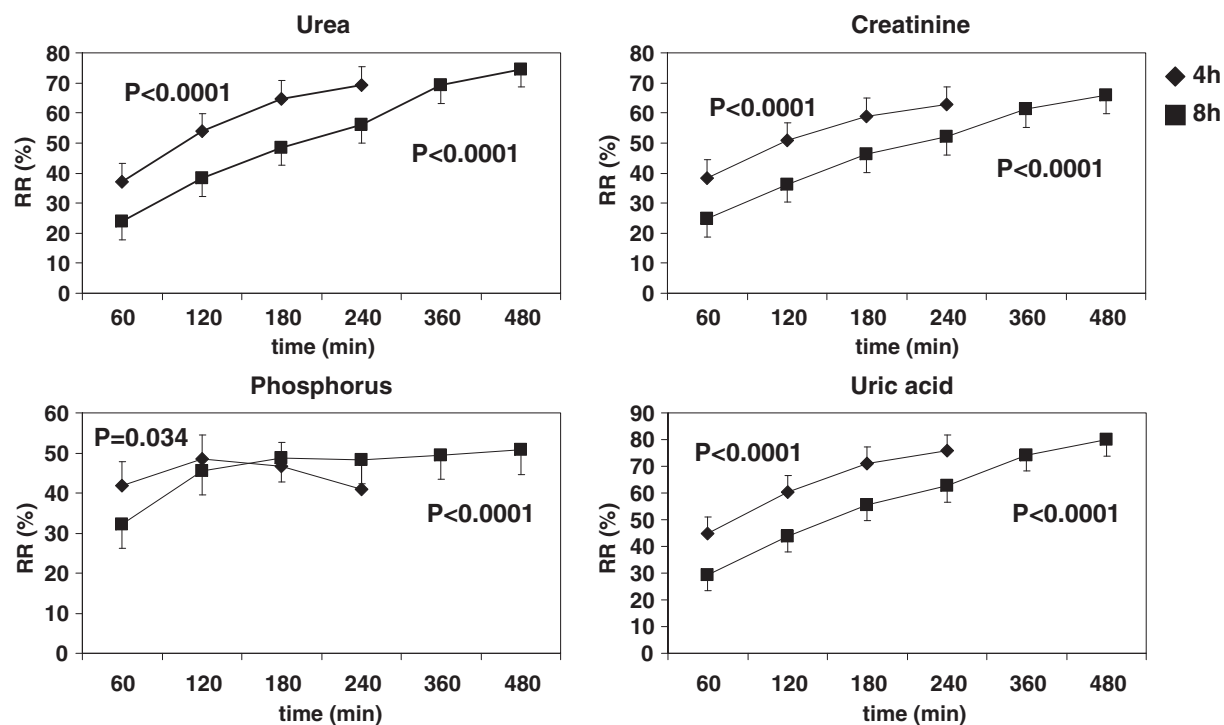 Urea
80
70
60
50
40
30
20
10
0
RR (%)
P<0.0001
P<0.0001
60 120 180 240 360 480
time (min)
Creatinine
80
70
60
50
40
30
20
10
0
RR (%)
P<0.0001
P<0.0001
60 120 180 240 360 480
time (min)
4h
8h
Phosphorus
60
50
40
30
20
10
0
RR (%)
P=0.034
P<0.0001
60 120 180 240 360 480
time (min)
Uric acid
90
80
70
60
50
40
30
20
10
0
RR (%)
P<0.0001
P<0.0001
60 120 180 240 360 480
time (min)